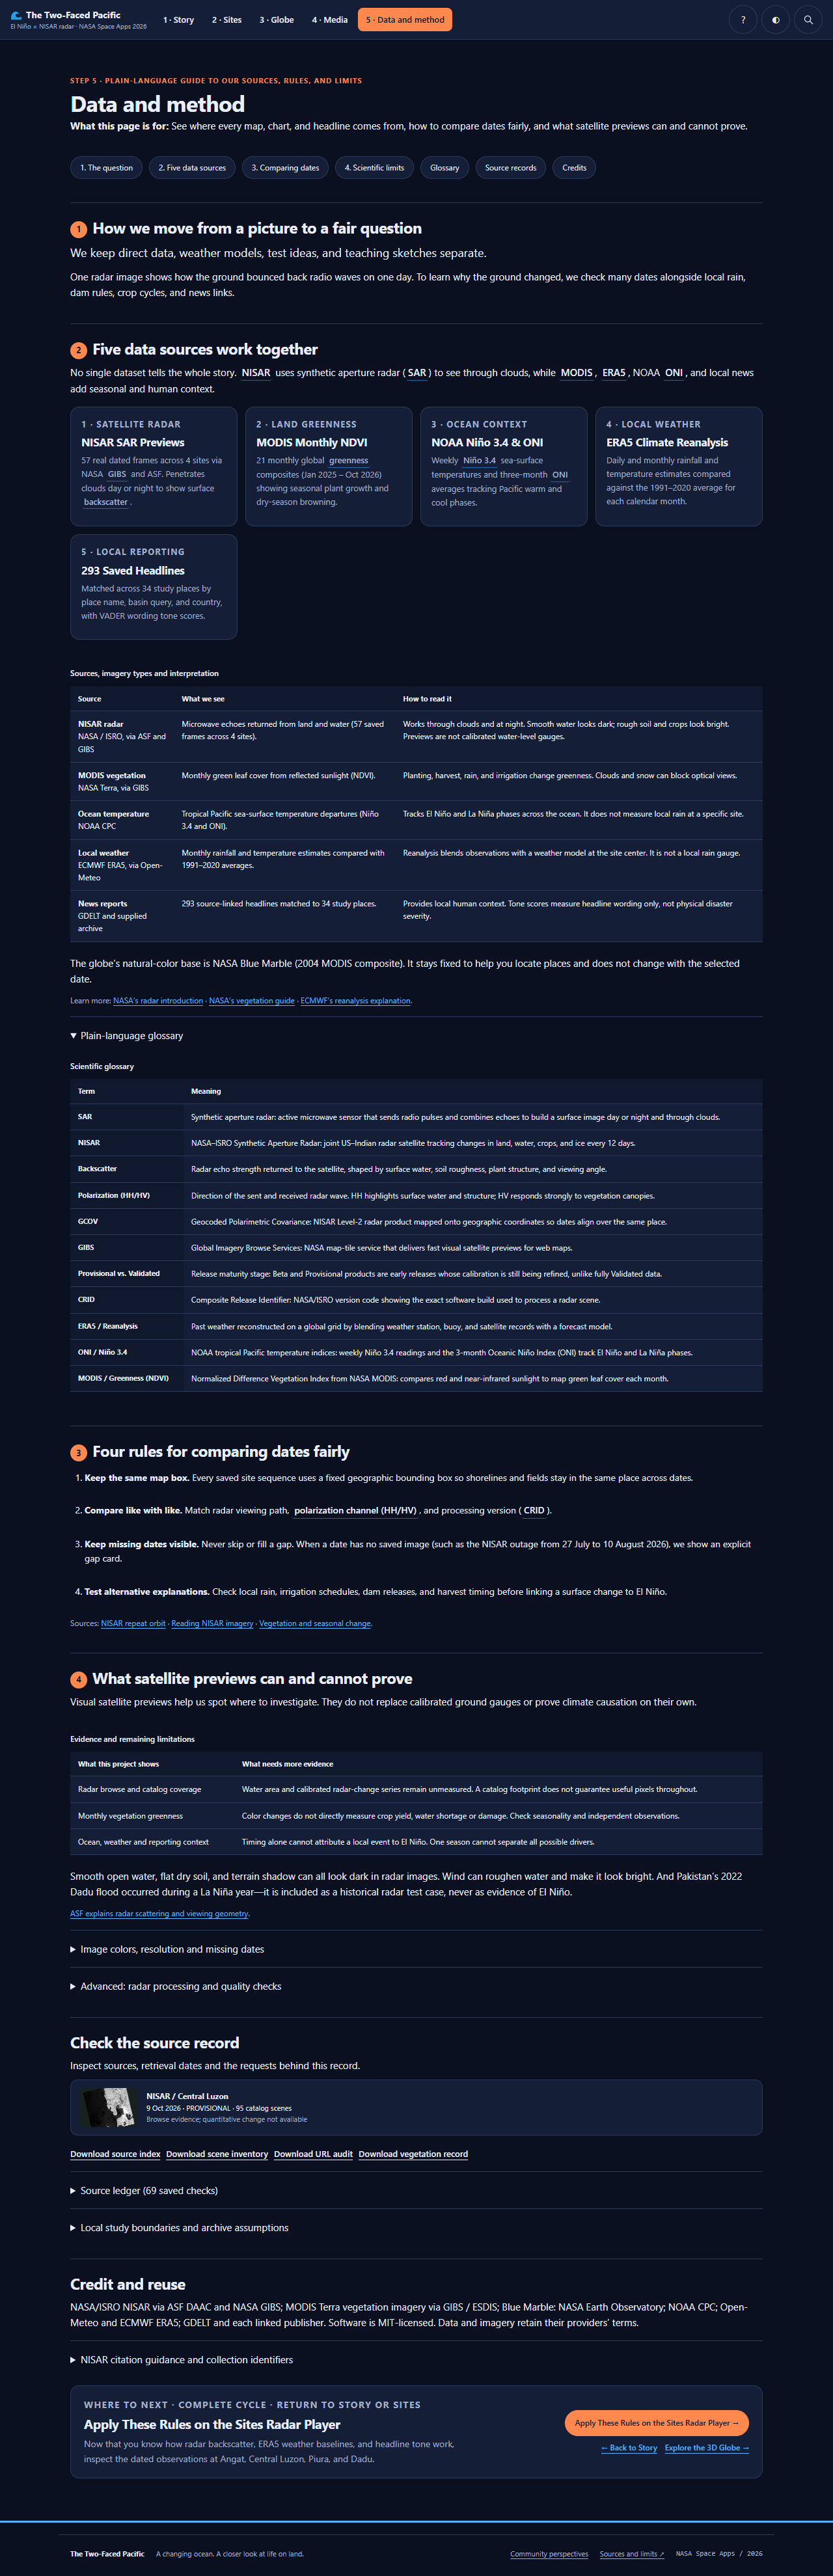 The Two-Faced Pacific
El Niño × NISAR radar · NASA Space Apps 2026
1 · Story
2 · Sites
3 · Globe
4 · Media
5 · Data and method
?
STEP 5 · PLAIN-LANGUAGE GUIDE TO OUR SOURCES, RULES, AND LIMITS
Data and method
What this page is for: See where every map, chart, and headline comes from, how to compare dates fairly, and what satellite previews can and cannot prove.
1. The question
2. Five data sources
3. Comparing dates
4. Scientific limits
Glossary
Source records
Credits
1 How we move from a picture to a fair question
We keep direct data, weather models, test ideas, and teaching sketches separate.
One radar image shows how the ground bounced back radio waves on one day. To learn why the ground changed, we check many dates alongside local rain,
dam rules, crop cycles, and news links.
2 Five data sources work together
No single dataset tells the whole story. NISAR uses synthetic aperture radar (SAR) to see through clouds, while MODIS, ERA5, NOAA ONI, and local news
add seasonal and human context.
1 · SATELLITE RADAR
NISAR SAR Previews
57 real dated frames across 4 sites via
NASA GIBS and ASF. Penetrates
clouds day or night to show surface
backscatter.
2 · LAND GREENNESS
MODIS Monthly NDVI
21 monthly global greenness
composites (Jan 2025 – Oct 2026)
showing seasonal plant growth and
dry-season browning.
3 · OCEAN CONTEXT
NOAA Niño 3.4 & ONI
Weekly Niño 3.4 sea-surface
temperatures and three-month ONI
averages tracking Pacific warm and
cool phases.
4 · LOCAL WEATHER
ERA5 Climate Reanalysis
Daily and monthly rainfall and
temperature estimates compared
against the 1991–2020 average for
each calendar month.
5 · LOCAL REPORTING
293 Saved Headlines
Matched across 34 study places by
place name, basin query, and country,
with VADER wording tone scores.
Sources, imagery types and interpretation
Source What we see How to read it
NISAR radar
NASA / ISRO, via ASF and
GIBS
Microwave echoes returned from land and water (57 saved
frames across 4 sites).
Works through clouds and at night. Smooth water looks dark; rough soil and crops look bright.
Previews are not calibrated water-level gauges.
MODIS vegetation
NASA Terra, via GIBS
Monthly green leaf cover from reflected sunlight (NDVI).
Planting, harvest, rain, and irrigation change greenness. Clouds and snow can block optical views.
Ocean temperature
NOAA CPC
Tropical Pacific sea-surface temperature departures (Niño
3.4 and ONI).
Tracks El Niño and La Niña phases across the ocean. It does not measure local rain at a specific site.
Local weather
ECMWF ERA5, via Open-
Meteo
Monthly rainfall and temperature estimates compared with
1991–2020 averages.
Reanalysis blends observations with a weather model at the site center. It is not a local rain gauge.
News reports
GDELT and supplied
archive
293 source-linked headlines matched to 34 study places.
Provides local human context. Tone scores measure headline wording only, not physical disaster
severity.
The globe's natural-color base is NASA Blue Marble (2004 MODIS composite). It stays fixed to help you locate places and does not change with the selected
date.
Learn more: NASA's radar introduction · NASA's vegetation guide · ECMWF's reanalysis explanation.
▼ Plain-language glossary
Scientific glossary
Term Meaning
SAR Synthetic aperture radar: active microwave sensor that sends radio pulses and combines echoes to build a surface image day or night and through clouds.
NISAR NASA–ISRO Synthetic Aperture Radar: joint US–Indian radar satellite tracking changes in land, water, crops, and ice every 12 days.
Backscatter Radar echo strength returned to the satellite, shaped by surface water, soil roughness, plant structure, and viewing angle.
Polarization (HH/HV) Direction of the sent and received radar wave. HH highlights surface water and structure; HV responds strongly to vegetation canopies.
GCOV Geocoded Polarimetric Covariance: NISAR Level-2 radar product mapped onto geographic coordinates so dates align over the same place.
GIBS Global Imagery Browse Services: NASA map-tile service that delivers fast visual satellite previews for web maps.
Provisional vs. Validated Release maturity stage: Beta and Provisional products are early releases whose calibration is still being refined, unlike fully Validated data.
CRID Composite Release Identifier: NASA/ISRO version code showing the exact software build used to process a radar scene.
ERA5 / Reanalysis Past weather reconstructed on a global grid by blending weather station, buoy, and satellite records with a forecast model.
ONI / Niño 3.4 NOAA tropical Pacific temperature indices: weekly Niño 3.4 readings and the 3-month Oceanic Niño Index (ONI) track El Niño and La Niña phases.
MODIS / Greenness (NDVI) Normalized Difference Vegetation Index from NASA MODIS: compares red and near-infrared sunlight to map green leaf cover each month.
3 Four rules for comparing dates fairly
1. Keep the same map box. Every saved site sequence uses a fixed geographic bounding box so shorelines and fields stay in the same place across dates.
2. Compare like with like. Match radar viewing path, polarization channel (HH/HV), and processing version (CRID).
3. Keep missing dates visible. Never skip or fill a gap. When a date has no saved image (such as the NISAR outage from 27 July to 10 August 2026), we show an explicit
gap card.
4. Test alternative explanations. Check local rain, irrigation schedules, dam releases, and harvest timing before linking a surface change to El Niño.
Sources: NISAR repeat orbit · Reading NISAR imagery · Vegetation and seasonal change.
4 What satellite previews can and cannot prove
Visual satellite previews help us spot where to investigate. They do not replace calibrated ground gauges or prove climate causation on their own.
Evidence and remaining limitations
What this project shows What needs more evidence
Radar browse and catalog coverage Water area and calibrated radar-change series remain unmeasured. A catalog footprint does not guarantee useful pixels throughout.
Monthly vegetation greenness Color changes do not directly measure crop yield, water shortage or damage. Check seasonality and independent observations.
Ocean, weather and reporting context Timing alone cannot attribute a local event to El Niño. One season cannot separate all possible drivers.
Smooth open water, flat dry soil, and terrain shadow can all look dark in radar images. Wind can roughen water and make it look bright. And Pakistan's 2022
Dadu flood occurred during a La Niña year—it is included as a historical radar test case, never as evidence of El Niño.
ASF explains radar scattering and viewing geometry.
▶ Image colors, resolution and missing dates
▶ Advanced: radar processing and quality checks
Check the source record
Inspect sources, retrieval dates and the requests behind this record.
NISAR / Central Luzon
9 Oct 2026 · PROVISIONAL · 95 catalog scenes
Browse evidence; quantitative change not available
Download source index Download scene inventory Download URL audit Download vegetation record
▶ Source ledger (69 saved checks)
▶ Local study boundaries and archive assumptions
Credit and reuse
NASA/ISRO NISAR via ASF DAAC and NASA GIBS; MODIS Terra vegetation imagery via GIBS / ESDIS; Blue Marble: NASA Earth Observatory; NOAA CPC; Open-
Meteo and ECMWF ERA5; GDELT and each linked publisher. Software is MIT-licensed. Data and imagery retain their providers' terms.
▶ NISAR citation guidance and collection identifiers
WHERE TO NEXT · COMPLETE CYCLE · RETURN TO STORY OR SITES
Apply These Rules on the Sites Radar Player
Now that you know how radar backscatter, ERA5 weather baselines, and headline tone work,
inspect the dated observations at Angat, Central Luzon, Piura, and Dadu.
Apply These Rules on the Sites Radar Player →
← Back to Story Explore the 3D Globe →
The Two-Faced Pacific A changing ocean. A closer look at life on land.
Community perspectives Sources and limits ↗ NASA Space Apps / 2026